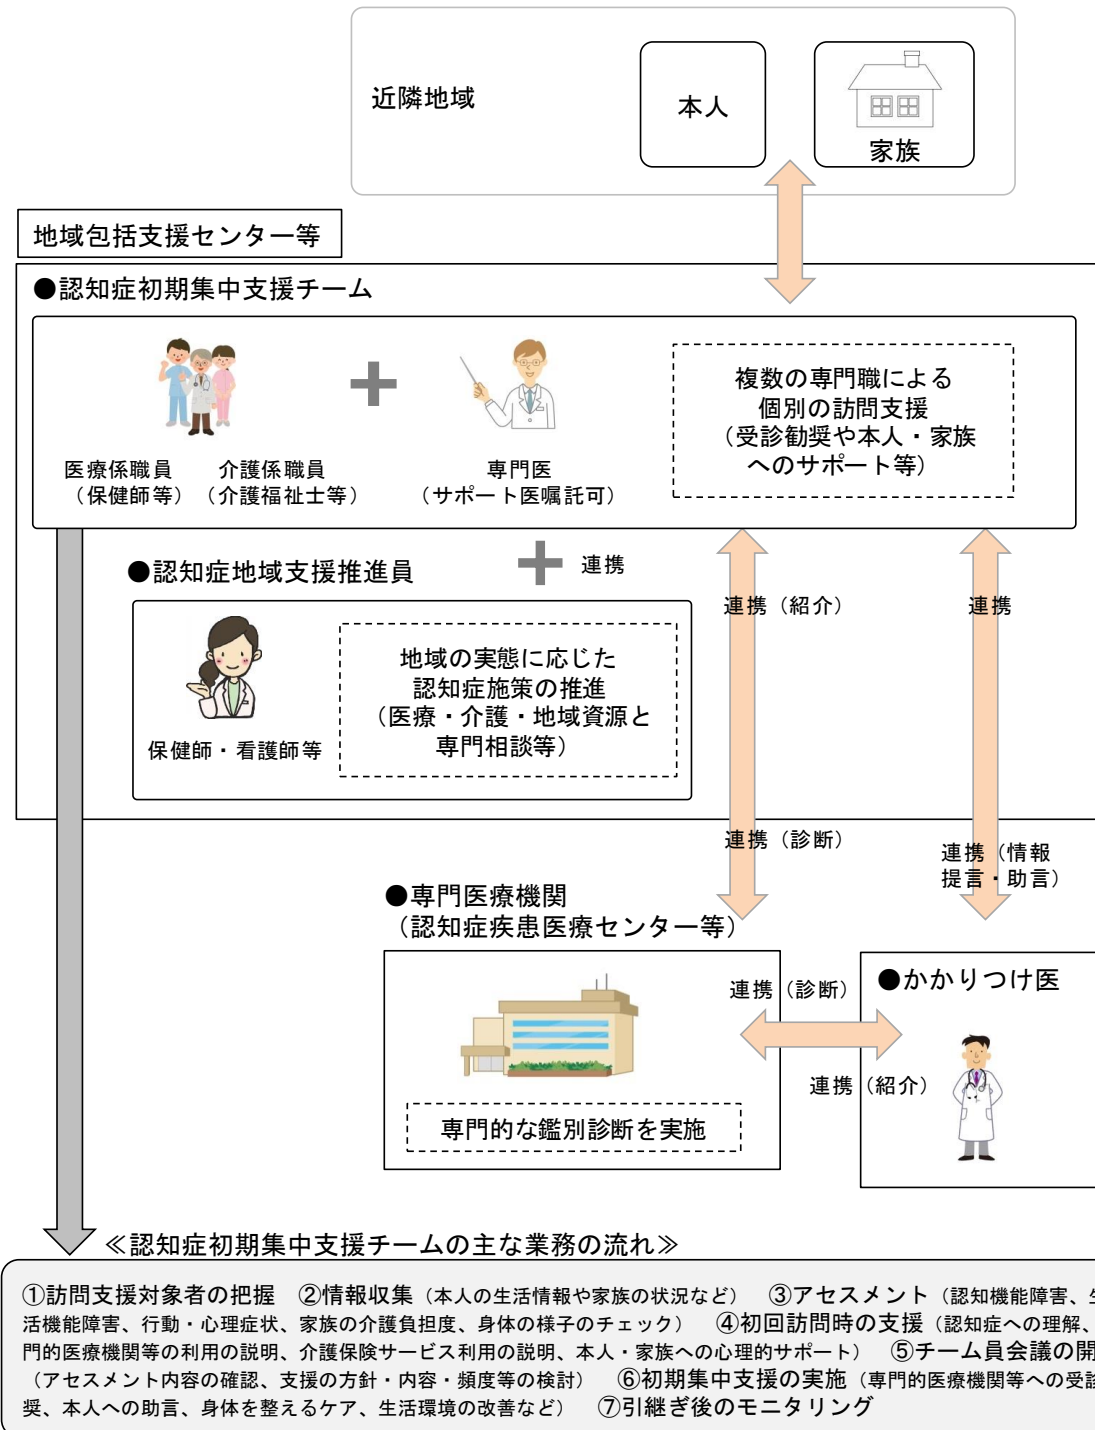 近隣地域
本人
家族
地域包括支援センター等
●認知症初期集中支援チーム
医療係職員
（保健師等）
介護係職員
（介護福祉士等）
専門医
（サポート医嘱託可）
複数の専門職による
個別の訪問支援
（受診勧奨や本人・家族
へのサポート等）
連携
●認知症地域支援推進員
保健師・看護師等
地域の実態に応じた
認知症施策の推進
（医療・介護・地域資源と
専門相談等）
連携（紹介）
連携
連携（診断）
連携（情報
提言・助言）
●専門医療機関
（認知症疾患医療センター等）
専門的な鑑別診断を実施
連携（診断）
連携（紹介）
●かかりつけ医
≪認知症初期集中支援チームの主な業務の流れ≫
①訪問支援対象者の把握　②情報収集（本人の生活情報や家族の状況など）　③アセスメント（認知機能障害、生
活機能障害、行動・心理症状、家族の介護負担度、身体の様子のチェック）　④初回訪問時の支援（認知症への理解、
門的医療機関等の利用の説明、介護保険サービス利用の説明、本人・家族への心理的サポート）　⑤チーム員会議の開
（アセスメント内容の確認、支援の方針・内容・頻度等の検討）　⑥初期集中支援の実施（専門的医療機関等への受診
奨、本人への助言、身体を整えるケア、生活環境の改善など）　⑦引継ぎ後のモニタリング